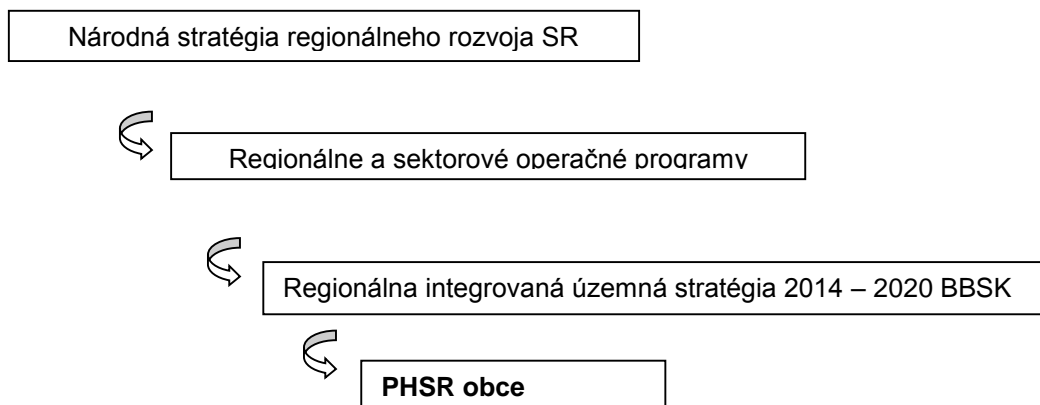 Národná stratégia regionálneho rozvoja SR
Regionálne a sektorové operačné programy
Regionálna integrovaná územná stratégia 2014 – 2020 BBSK
PHSR obce